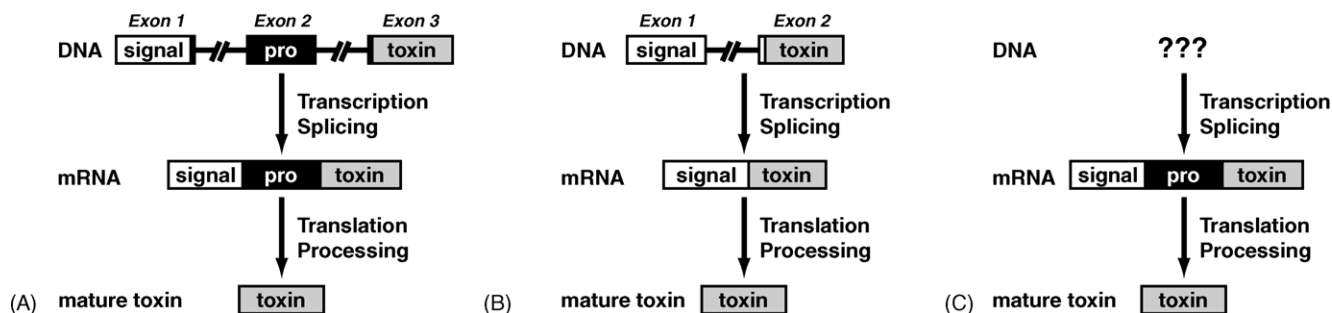 Exon 1 Exon 2 Exon 3
DNA signal pro toxin
Transcription
Splicing
mRNA signal pro toxin
Translation
Processing
(A) mature toxin toxin
Exon 1 Exon 2
DNA signal toxin
Transcription
Splicing
mRNA signal toxin
Translation
Processing
(B) mature toxin toxin
DNA ???
Transcription
Splicing
mRNA signal pro toxin
Translation
Processing
(C) mature toxin toxin